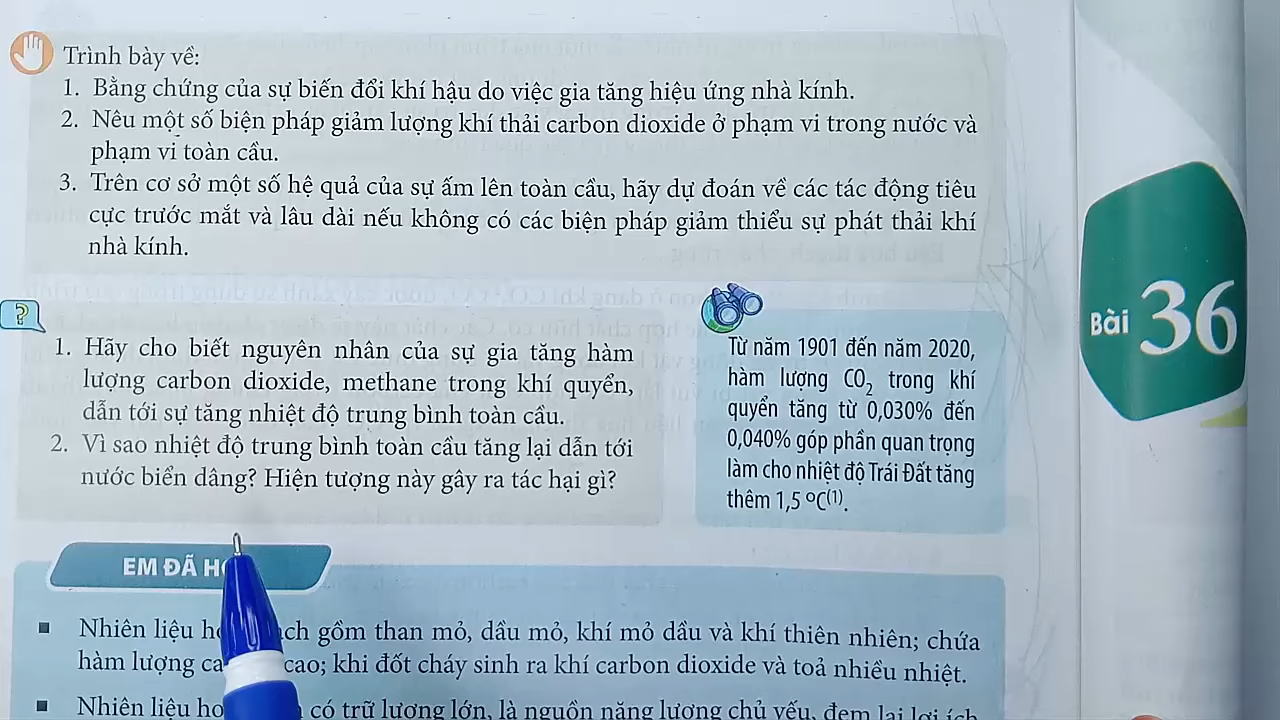 Trình bày về:
1. Bằng chứng của sự biến đổi khí hậu do việc gia tăng hiệu ứng nhà kính.
2. Nêu một số biện pháp giảm lượng khí thải carbon dioxide ở phạm vi trong nước và
phạm vi toàn cầu.
3. Trên cơ sở một số hệ quả của sự ấm lên toàn cầu, hãy dự đoán về các tác động tiêu
cực trước mắt và lâu dài nếu không có các biện pháp giảm thiểu sự phát thải khí
nhà kính.
?
1. Hãy cho biết nguyên nhân của sự gia tăng hàm
lượng carbon dioxide, methane trong khí quyển,
dẫn tới sự tăng nhiệt độ trung bình toàn cầu.
2. Vì sao nhiệt độ trung bình toàn cầu tăng lại dẫn tới
nước biển dâng? Hiện tượng này gây ra tác hại gì?
Từ năm 1901 đến năm 2020,
hàm lượng CO₂ trong khí
quyển tăng từ 0,030% đến
0,040% góp phần quan trọng
làm cho nhiệt độ Trái Đất tăng
thêm 1,5 ºC⁽¹⁾.
Bài 36
EM ĐÃ
Nhiên liệu gồm than mỏ, dầu mỏ, khí mỏ dầu và khí thiên nhiên; chứa
hàm lượng cao; khi đốt cháy sinh ra khí carbon dioxide và toả nhiều nhiệt.
Nhiên liệu có trữ lượng lớn, là nguồn năng lượng chủ yếu, đem lại lợi ích